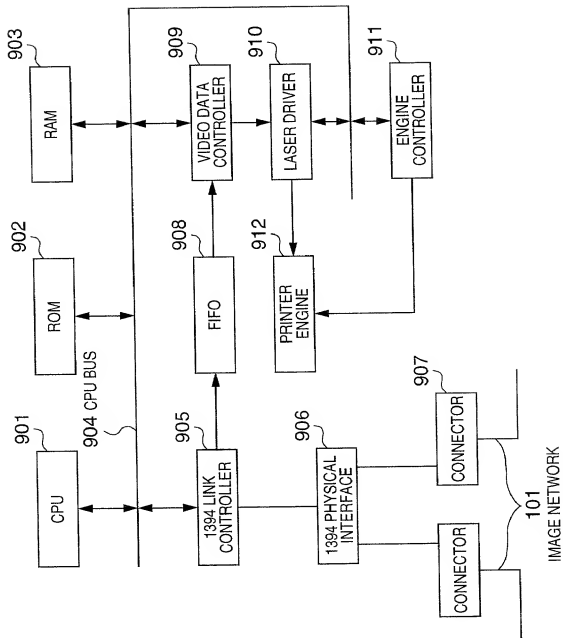 901
CPU
902
ROM
903
RAM
904 CPU BUS
905
1394 LINK
CONTROLLER
908
FIFO
909
VIDEO DATA
CONTROLLER
906
1394 PHYSICAL
INTERFACE
912
PRINTER
ENGINE
910
LASER DRIVER
911
ENGINE
CONTROLLER
CONNECTOR
907
CONNECTOR
101
IMAGE NETWORK